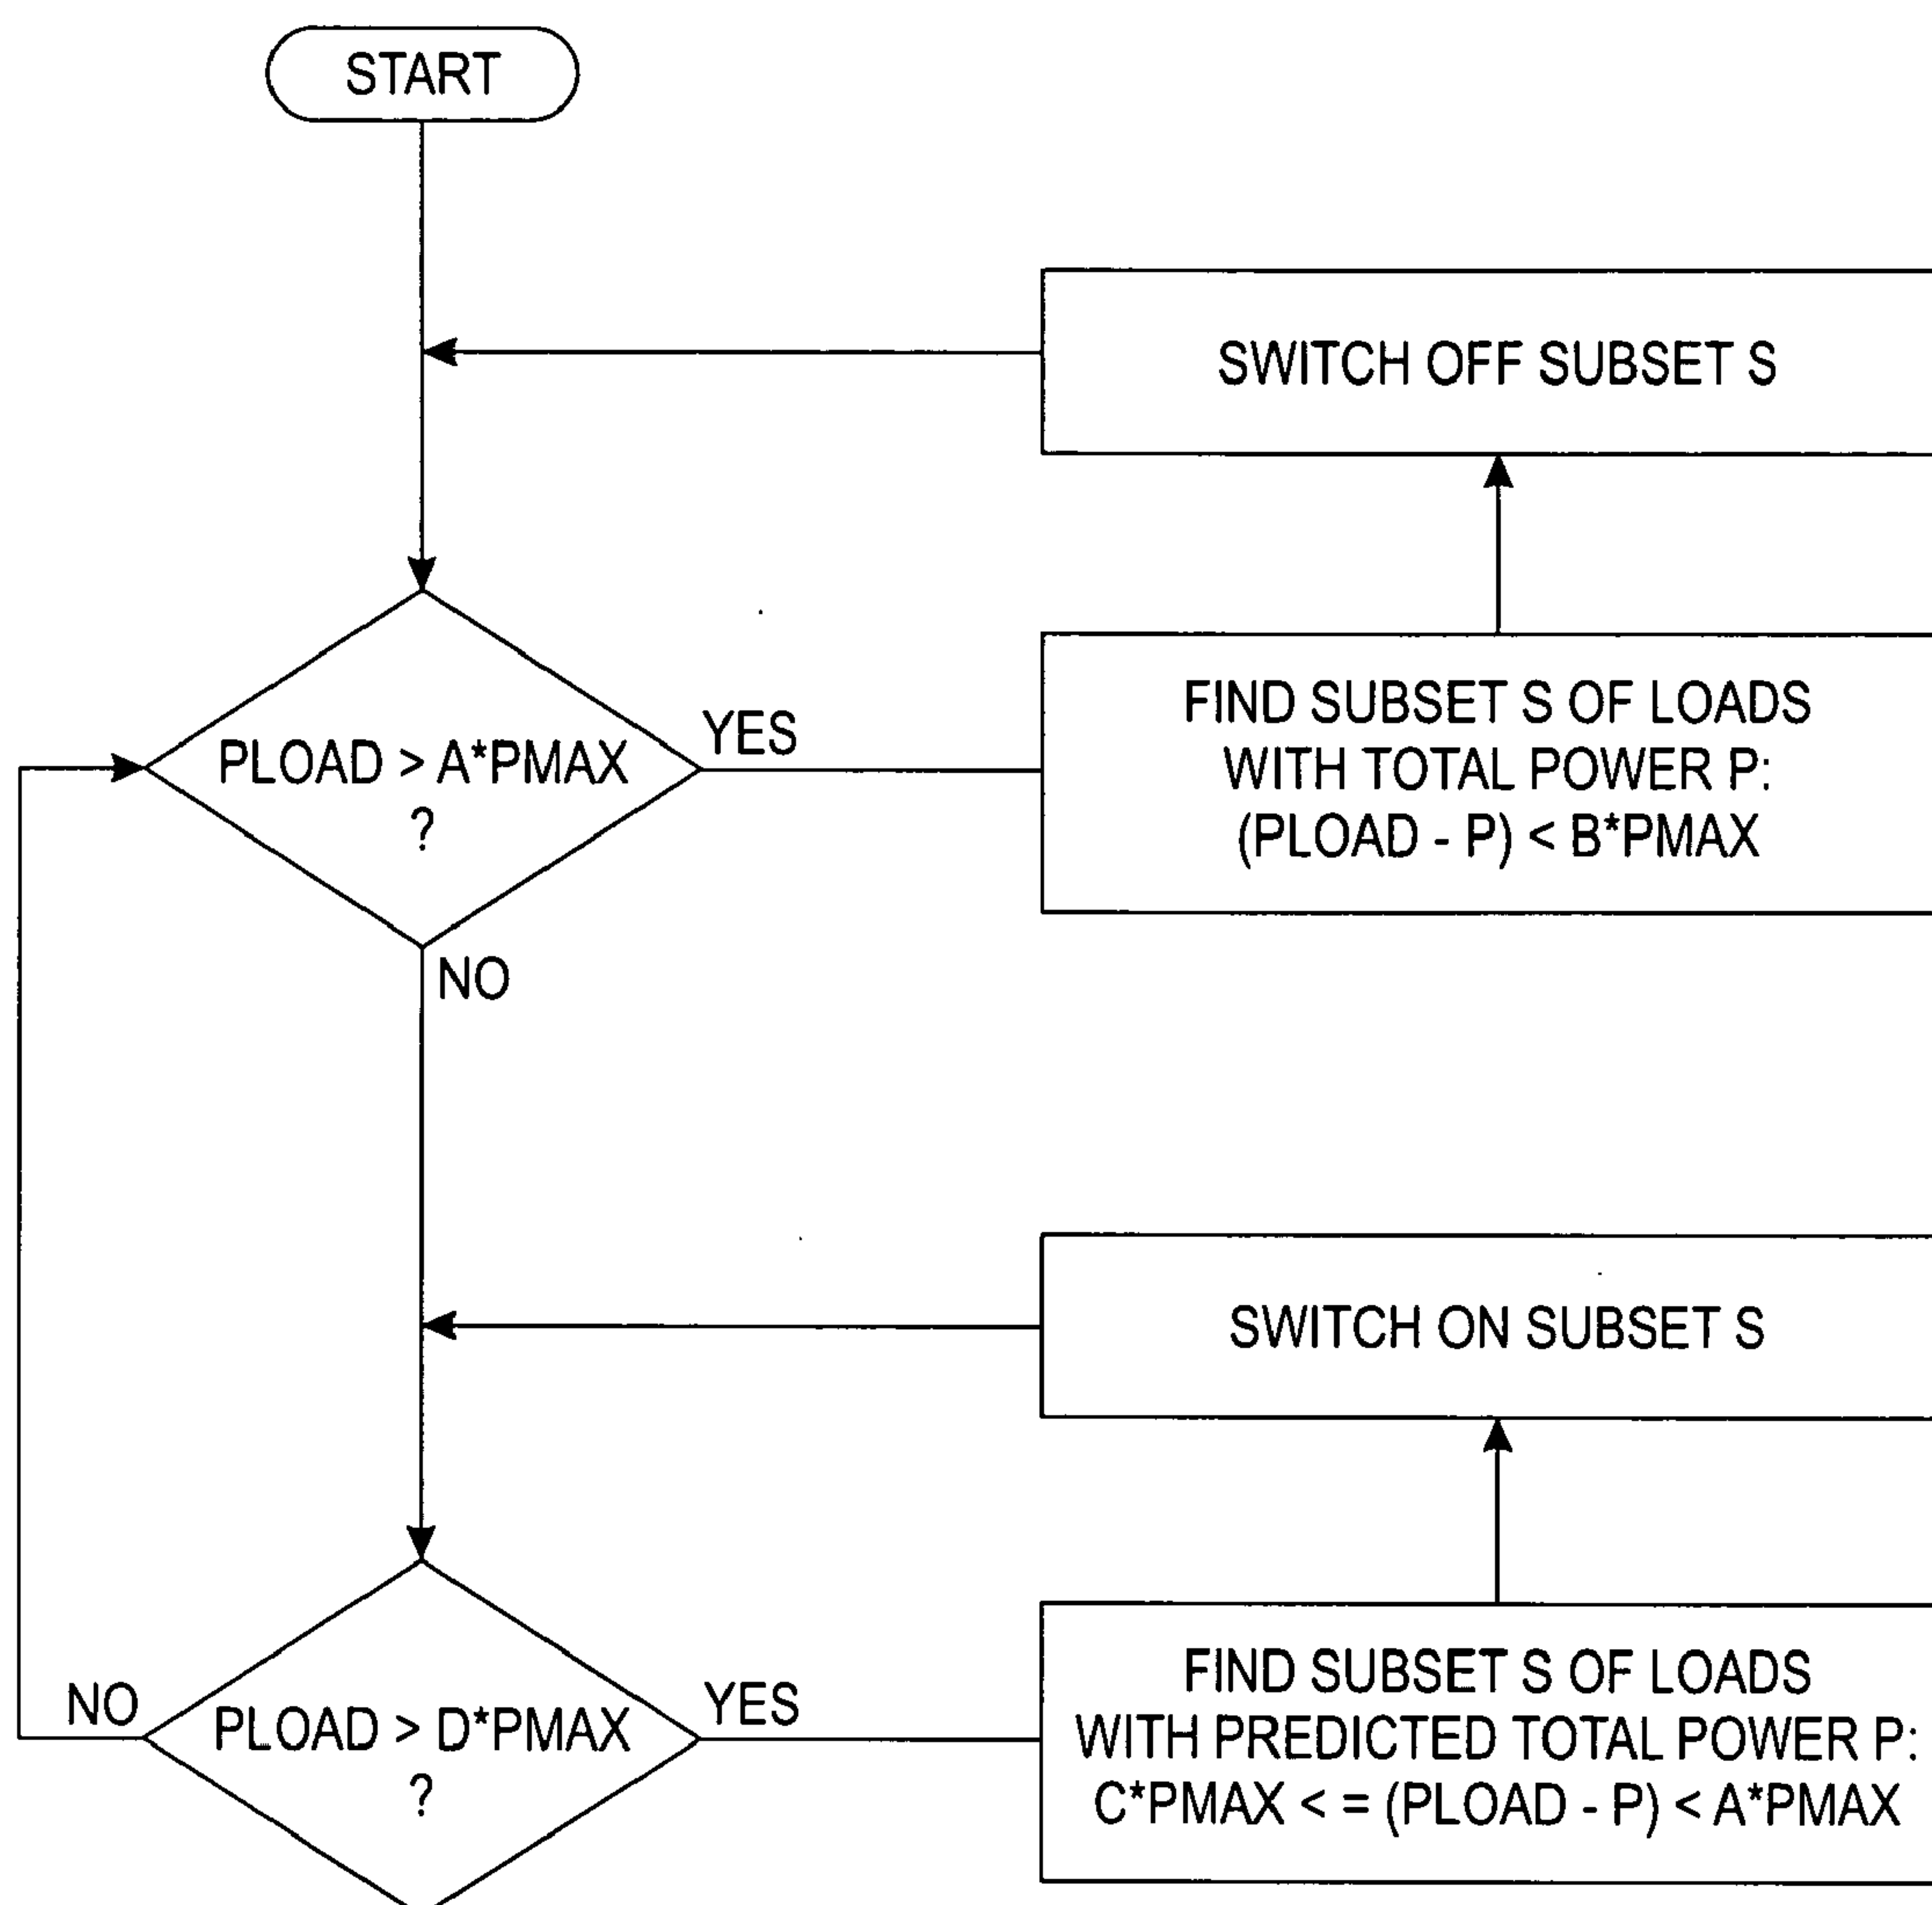 START
SWITCH OFF SUBSET S
PLOAD > A*PMAX
?
YES
FIND SUBSET S OF LOADS
WITH TOTAL POWER P:
(PLOAD - P) < B*PMAX
NO
SWITCH ON SUBSET S
NO
PLOAD > D*PMAX
?
YES
FIND SUBSET S OF LOADS
WITH PREDICTED TOTAL POWER P:
C*PMAX < = (PLOAD - P) < A*PMAX